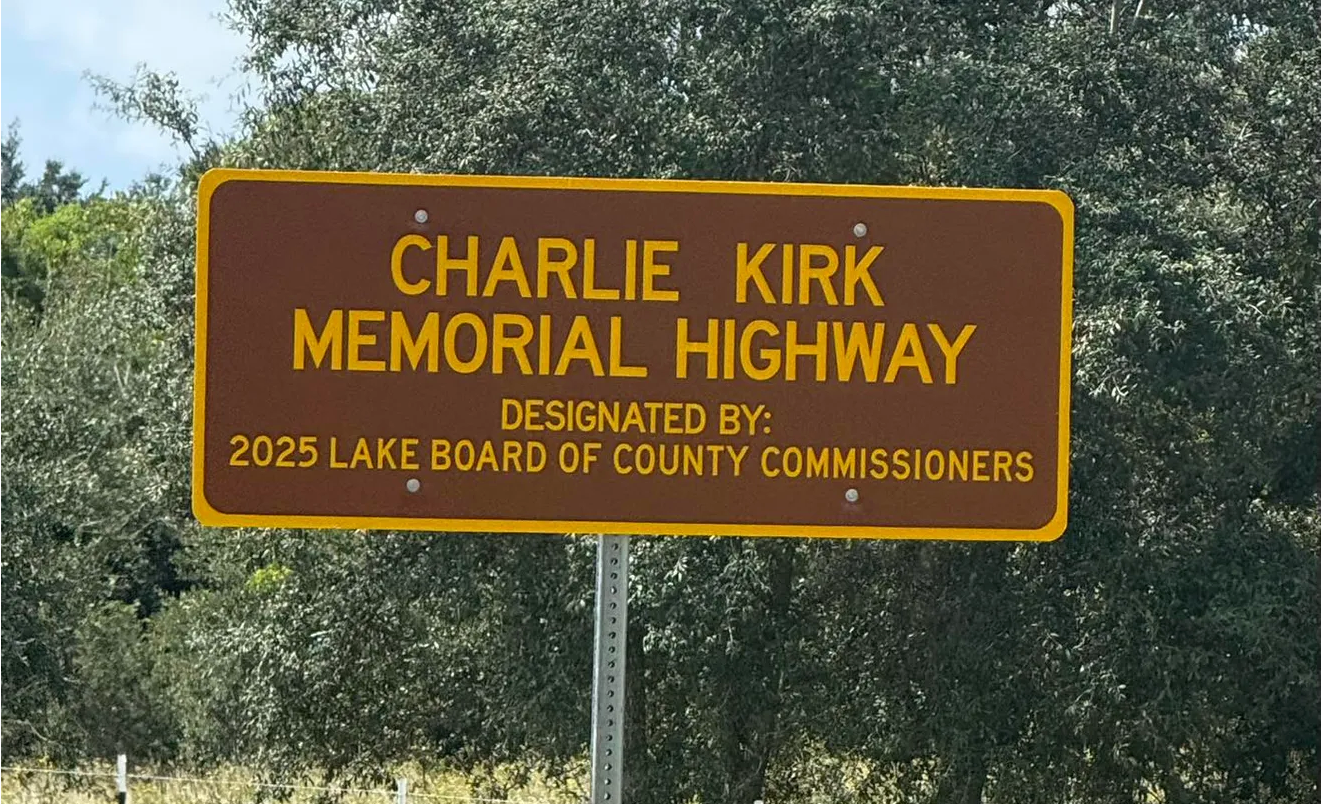 CHARLIE KIRK
MEMORIAL HIGHWAY
DESIGNATED BY:
2025 LAKE BOARD OF COUNTY COMMISSIONERS